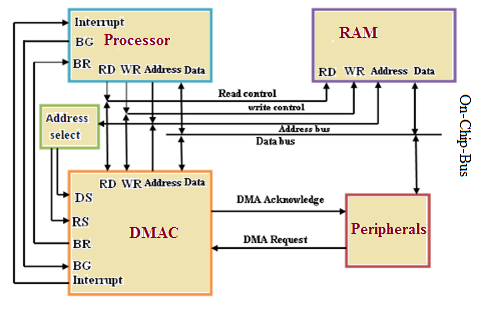 Interrupt
BG
Processor
BR
RD WR Address Data
RAM
RD WR Address Data
Read control
write control
Address bus
Data bus
On-Chip-Bus
Address
select
RD WR Address Data
DS
RS
DMAC
BR
BG
Interrupt
DMA Acknowledge
DMA Request
Peripherals